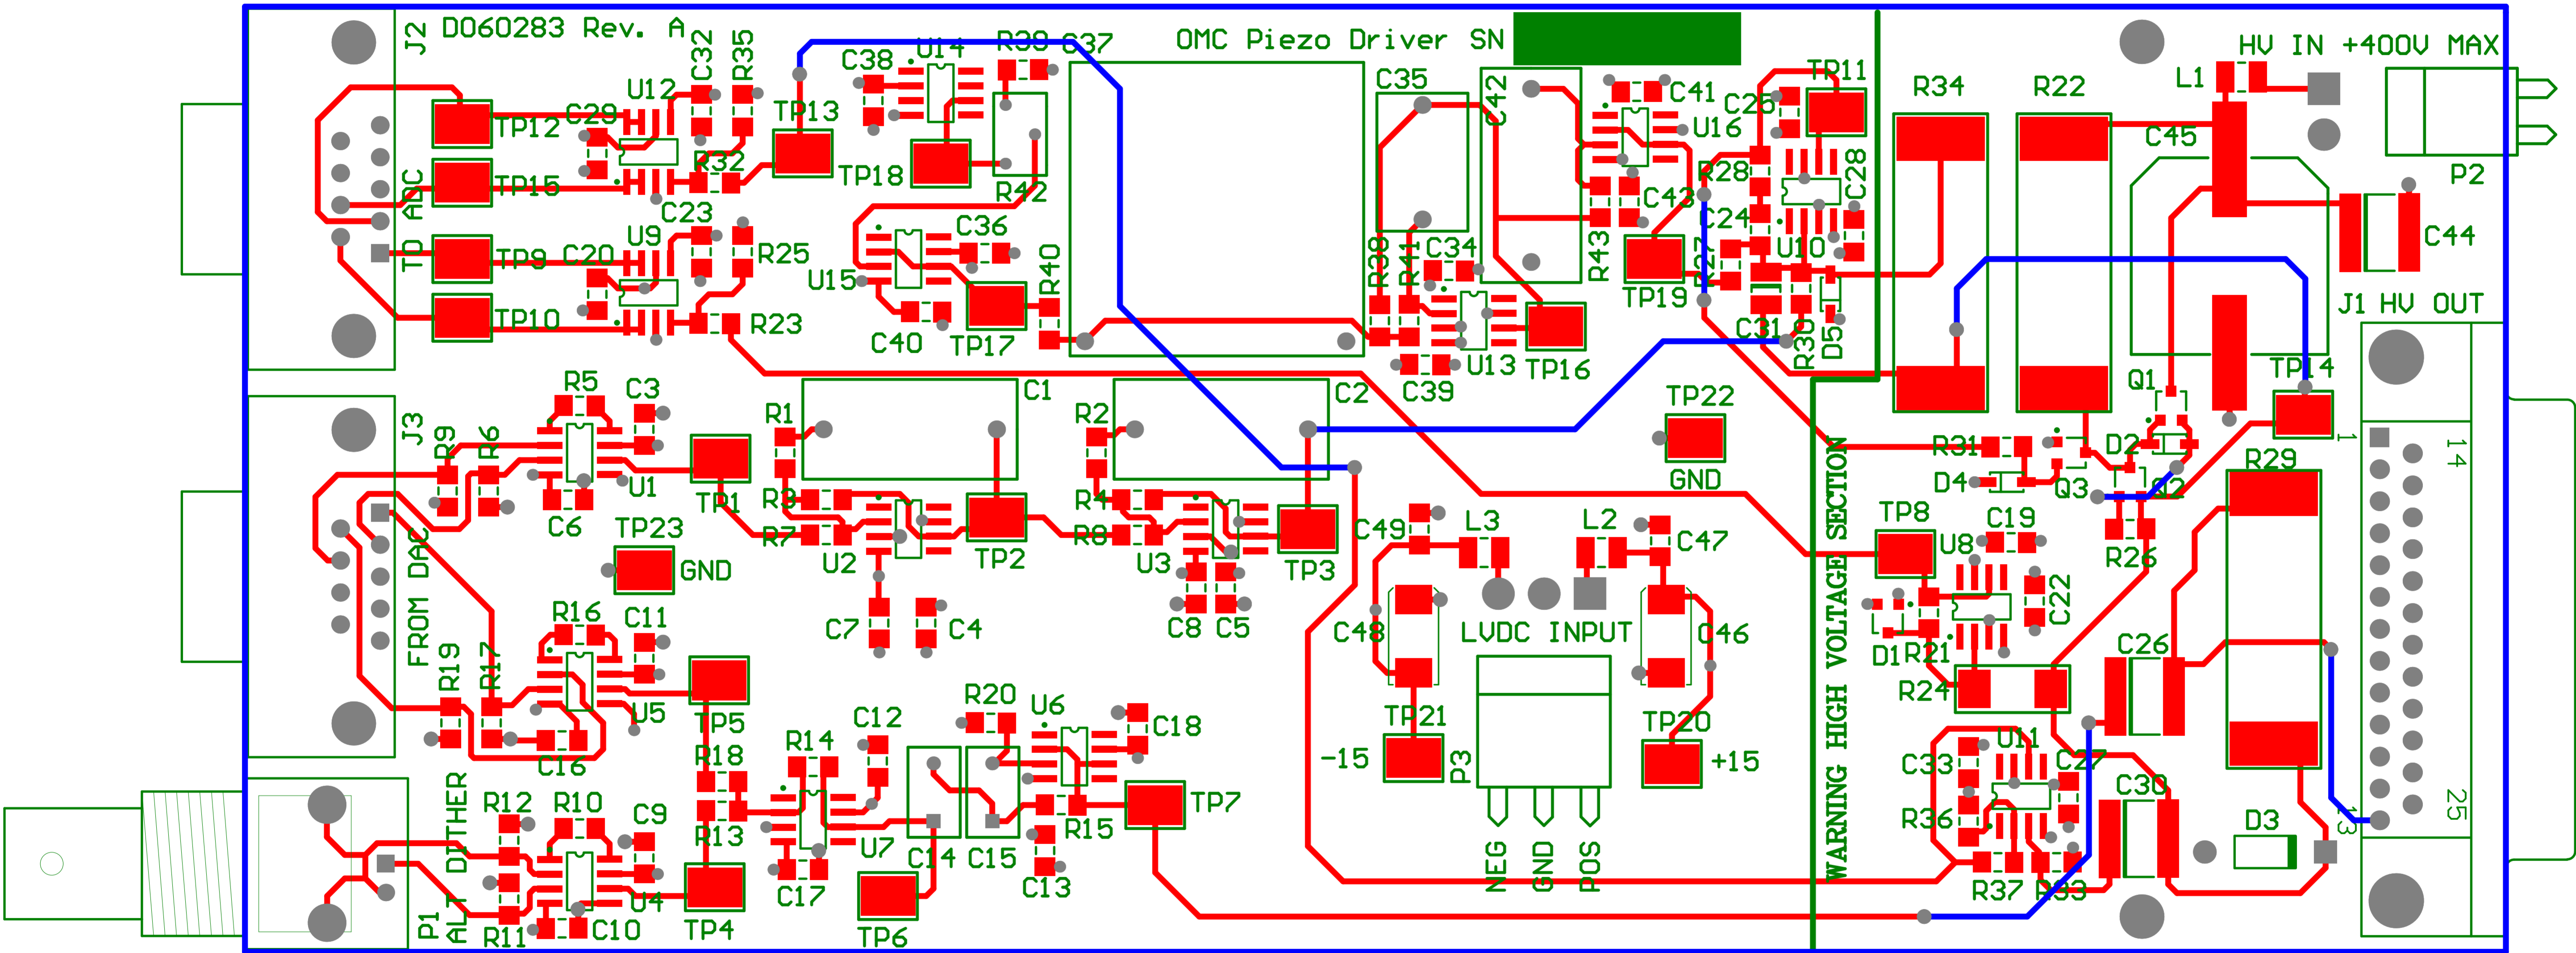 D060283 Rev. A
OMC Piezo Driver SN
HV IN +400V MAX
J2
C32
R35
C38
U14
R39
C37
C35
C42
C41
TP11
R34
R22
L1
C45
P2
U12
C29
TP12
TP13
U16
C25
R32
TP18
R42
R28
C28
TP15
C43
TO ADC
C23
C24
U9
C20
R25
C36
C34
U10
C44
TP9
U15
R40
R38
R41
R43
TP19
R27
J1 HV OUT
TP10
R23
C40
TP17
U13
TP16
C31
R30
D5
C39
TP14
Q1
R5
C3
R1
C1
R2
C2
TP22
GND
J3
R9
R6
U1
TP1
C6
R3
R7
U2
TP2
R4
R8
U3
TP3
R31
D4
Q3
D2
Q2
R29
1
14
TP23
GND
FROM DAC
C49
L3
L2
C47
TP8
U8
C19
R26
C22
R16
C11
C7
C4
C8
C5
C48
LVDC INPUT
C46
WARNING HIGH VOLTAGE SECTION
D1
R21
R24
C26
R19
R17
U5
TP5
R20
U6
C18
C12
TP21
TP20
-15
+15
P3
C16
R18
R14
R13
U7
C17
C14
C15
R15
C13
TP7
C33
U11
C27
C30
R36
R37
R33
D3
13
25
R12
R10
C9
ALT DITHER
P1
R11
C10
U4
TP4
TP6
NEG
GND
POS